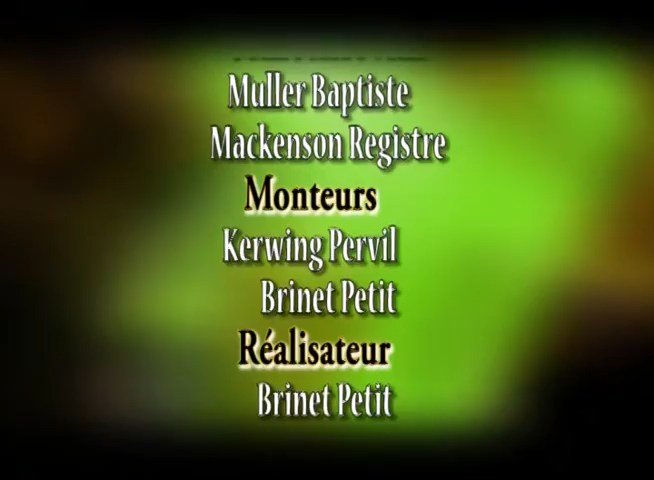 Muller Baptiste
Mackenson Registre
Monteurs
Kerwing Pervil
Brinet Petit
Réalisateur
Brinet Petit